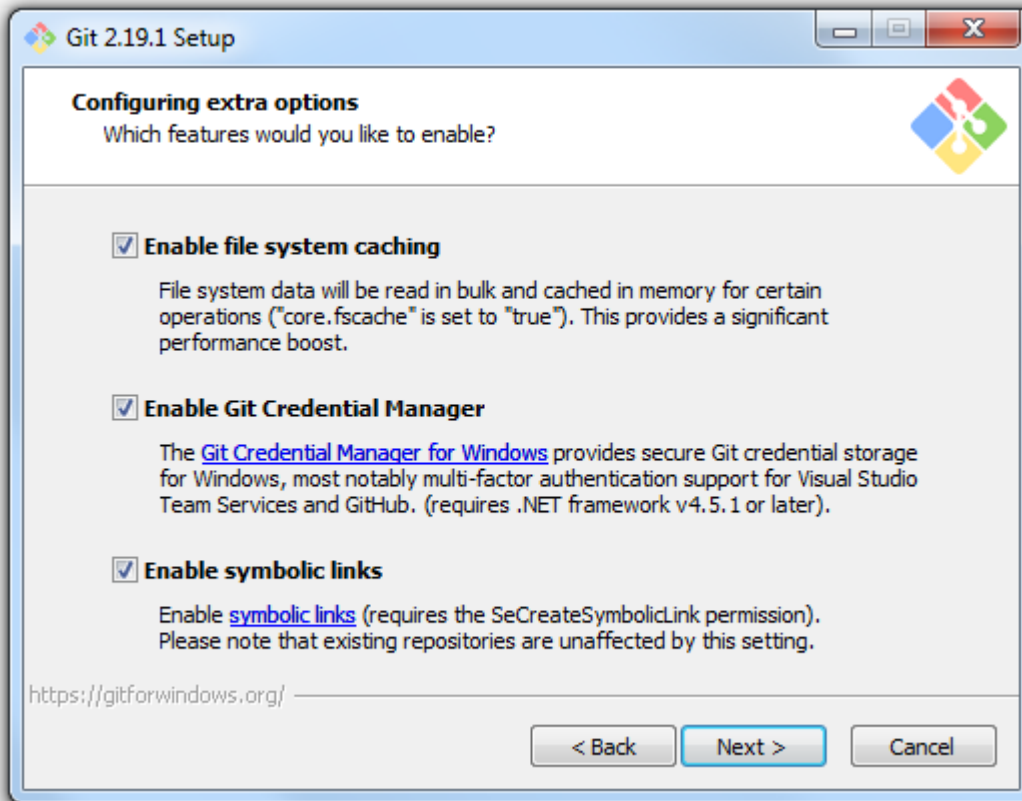 Git 2.19.1 Setup
Configuring extra options
Which features would you like to enable?
Enable file system caching
File system data will be read in bulk and cached in memory for certain
operations ("core.fscache" is set to "true"). This provides a significant
performance boost.
Enable Git Credential Manager
The Git Credential Manager for Windows provides secure Git credential storage
for Windows, most notably multi-factor authentication support for Visual Studio
Team Services and GitHub. (requires .NET framework v4.5.1 or later).
Enable symbolic links
Enable symbolic links (requires the SeCreateSymbolicLink permission).
Please note that existing repositories are unaffected by this setting.
https://gitforwindows.org/
< Back Next > Cancel